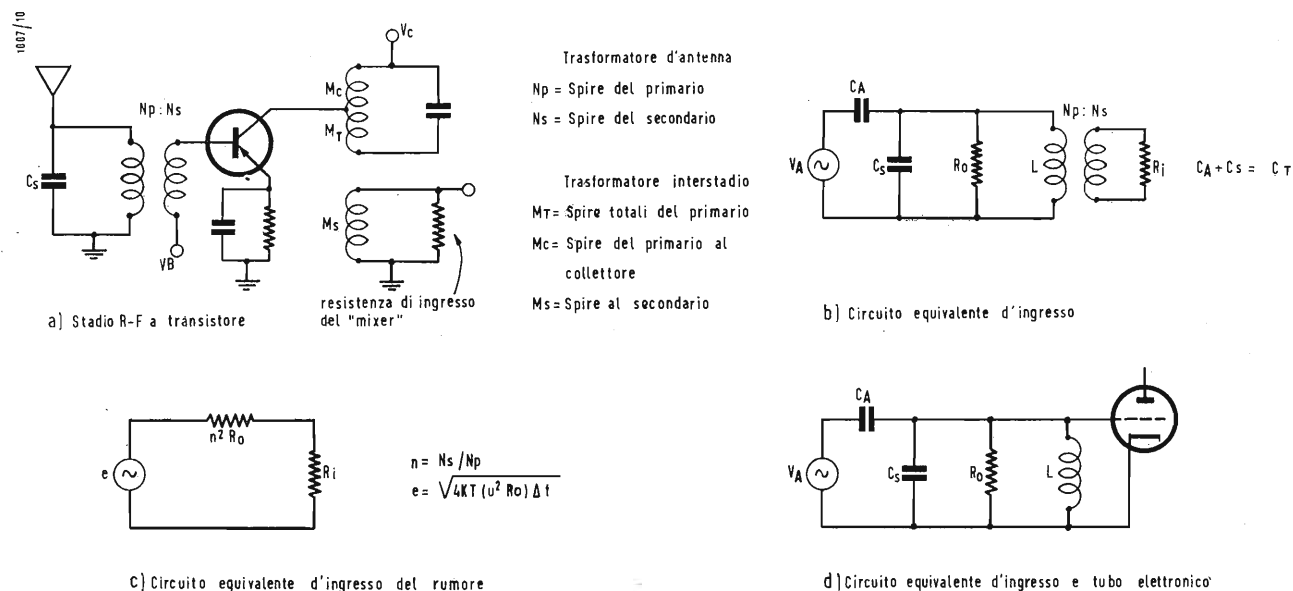 1007/10
Vc
Mc
MT
Np:Ns
Cs
VB
Ms
resistenza di ingresso
del "mixer"
a) Stadio R-F a transistore
Trasformatore d'antenna
Np = Spire del primario
Ns = Spire del secondario
Trasformatore interstadio
MT= Spire totali del primario
Mc= Spire del primario al
collettore
Ms= Spire al secondario
CA
VA
Cs
Ro
L
Np:Ns
Ri
CA+Cs = CT
b) Circuito equivalente d'ingresso
n² Ro
e
Ri
n = Ns/Np
e = √4KT (u² Ro) Δ t
c) Circuito equivalente d'ingresso del rumore
CA
VA
Cs
Ro
L
d) Circuito equivalente d'ingresso e tubo elettronico